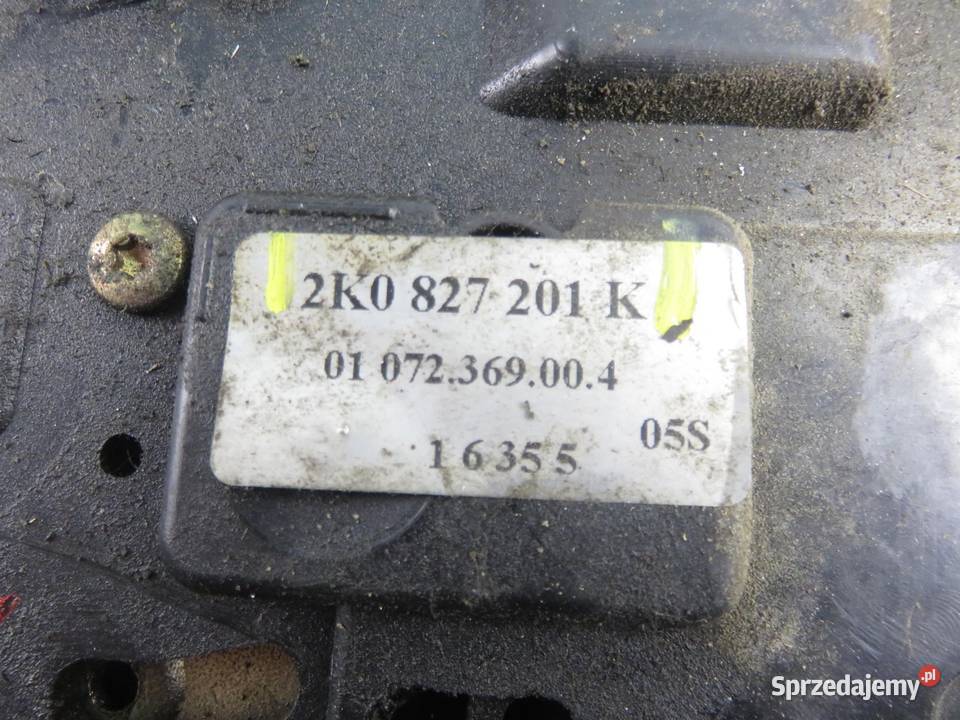 2K0 827 201 K
01 072.369.00.4
05S
1 6 35 5
Sprzedajemy.pl